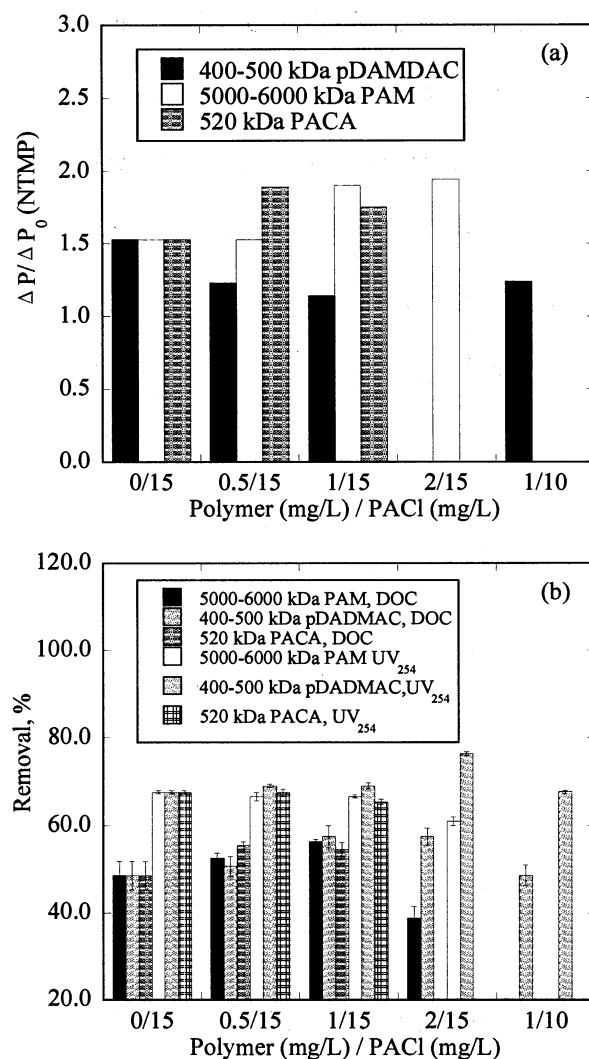 (a)
3.0
2.5
2.0
1.5
1.0
0.5
0.0
ΔP/ΔP₀ (NTMP)
400-500 kDa pDAMDAC
5000-6000 kDa PAM
520 kDa PACA
0/15 0.5/15 1/15 2/15 1/10
Polymer (mg/L) / PACl (mg/L)
(b)
120.0
100.0
80.0
60.0
40.0
20.0
Removal, %
5000-6000 kDa PAM, DOC
400-500 kDa pDADMAC, DOC
520 kDa PACA, DOC
5000-6000 kDa PAM UV₂₅₄
400-500 kDa pDADMAC,UV₂₅₄
520 kDa PACA, UV₂₅₄
0/15 0.5/15 1/15 2/15 1/10
Polymer (mg/L) / PACl (mg/L)